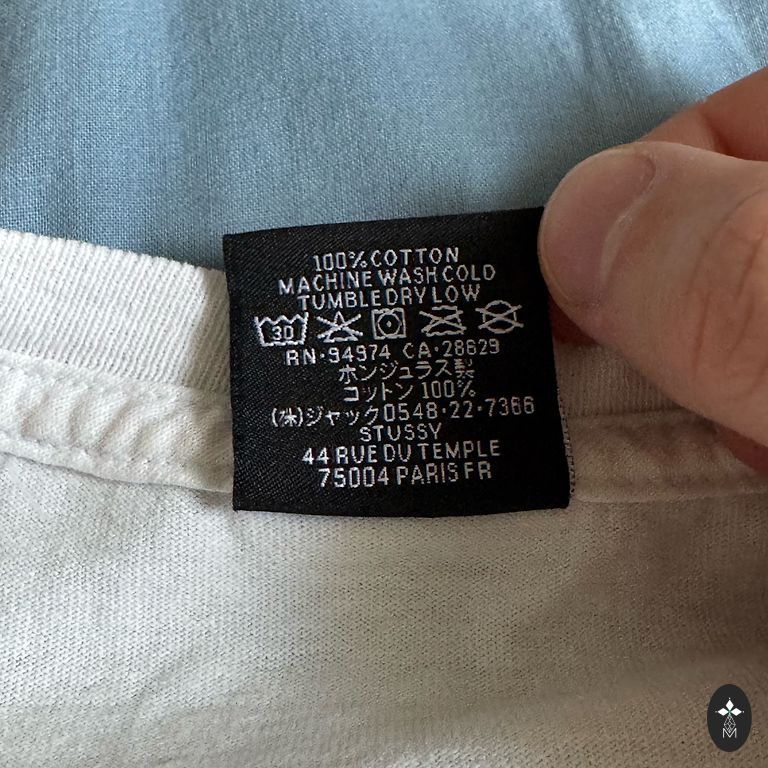 100% COTTON
MACHINE WASH COLD
TUMBLE DRY LOW
30
RN·94974 CA·28629
ホンジュラス製
コットン 100%
(株)ジャック0548·22·7366
STUSSY
44 RUE DU TEMPLE
75004 PARIS FR
M